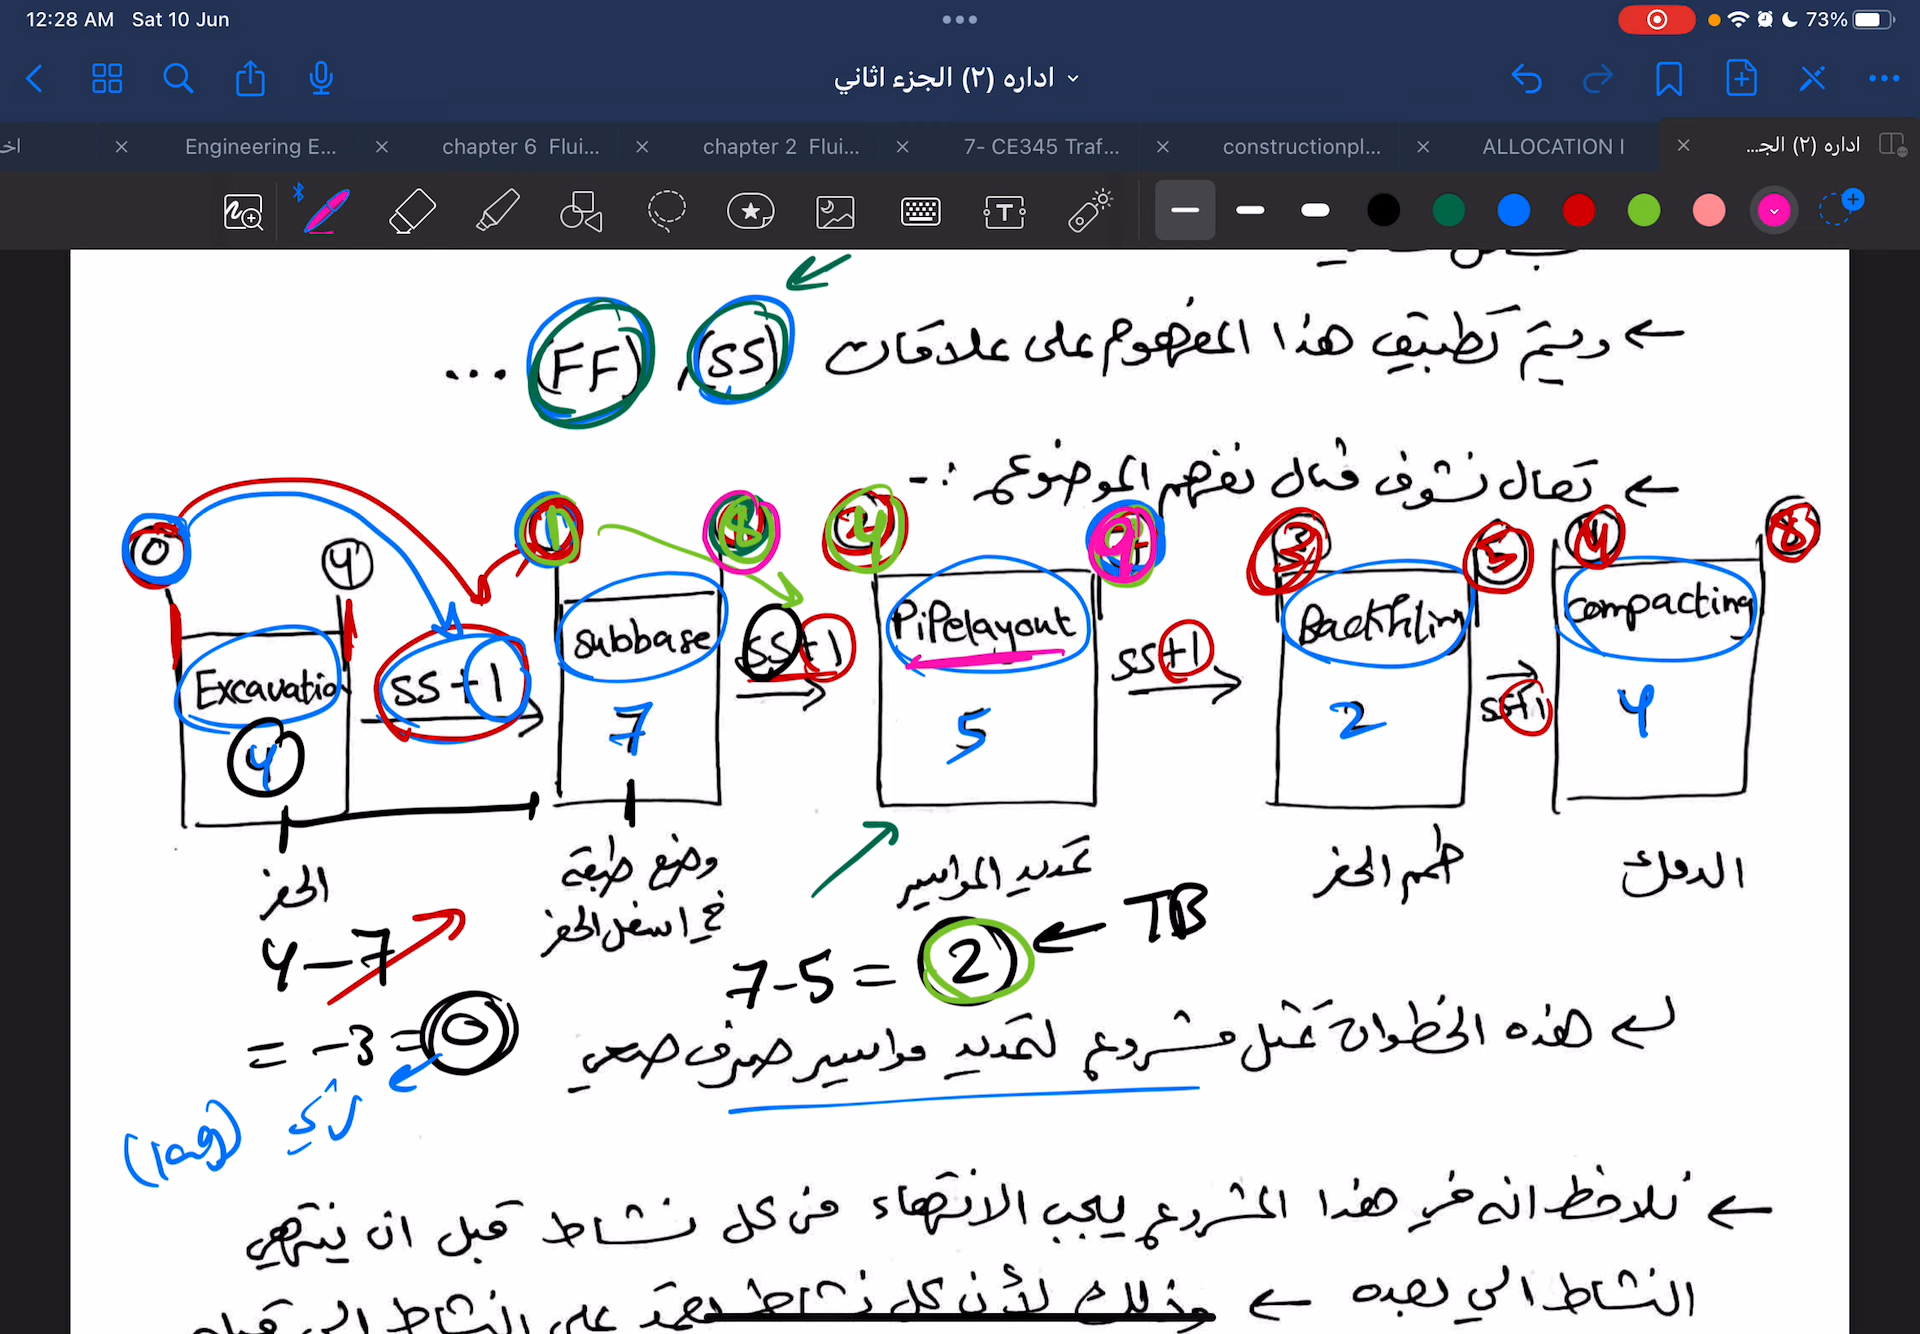 12:28 AM Sat 10 Jun
73%
اداره (٢) الجزء اثاني
Engineering E...
chapter 6 Flui...
chapter 2 Flui...
7- CE345 Traf...
constructionpl...
ALLOCATION I
اداره (٢) الجـ...
← ويتم تطبيق هذا المفهوم على علاقات (SS), (FF) ...
← تعال نشوف مثال نفهم الموضوع :-
0 4 1 8 4 9 3 5 4 8
Excavatio
SS+1
subbase
SS+1
PiPelayout
SS+1
Backfiling
SS+1
compacting
4 7 5 2 4
الحفر
وضع طبقة في اسفل الحفر
تمديد المواسير
طمم الحفر
الدمك
4-7
= -3 = 0
7-5 = 2 ← TB
لأي (lag)
هذه الخطوات تمثل مشروع لتمديد مواسير صرف صحي
← نلاحظ انه في هذا المشروع يجب الانتهاء من كل نشاط قبل ان ينتهي
النشاط الي بعده ← وذلك لأن كل نشاط يعتمد على النشاط الي قبله